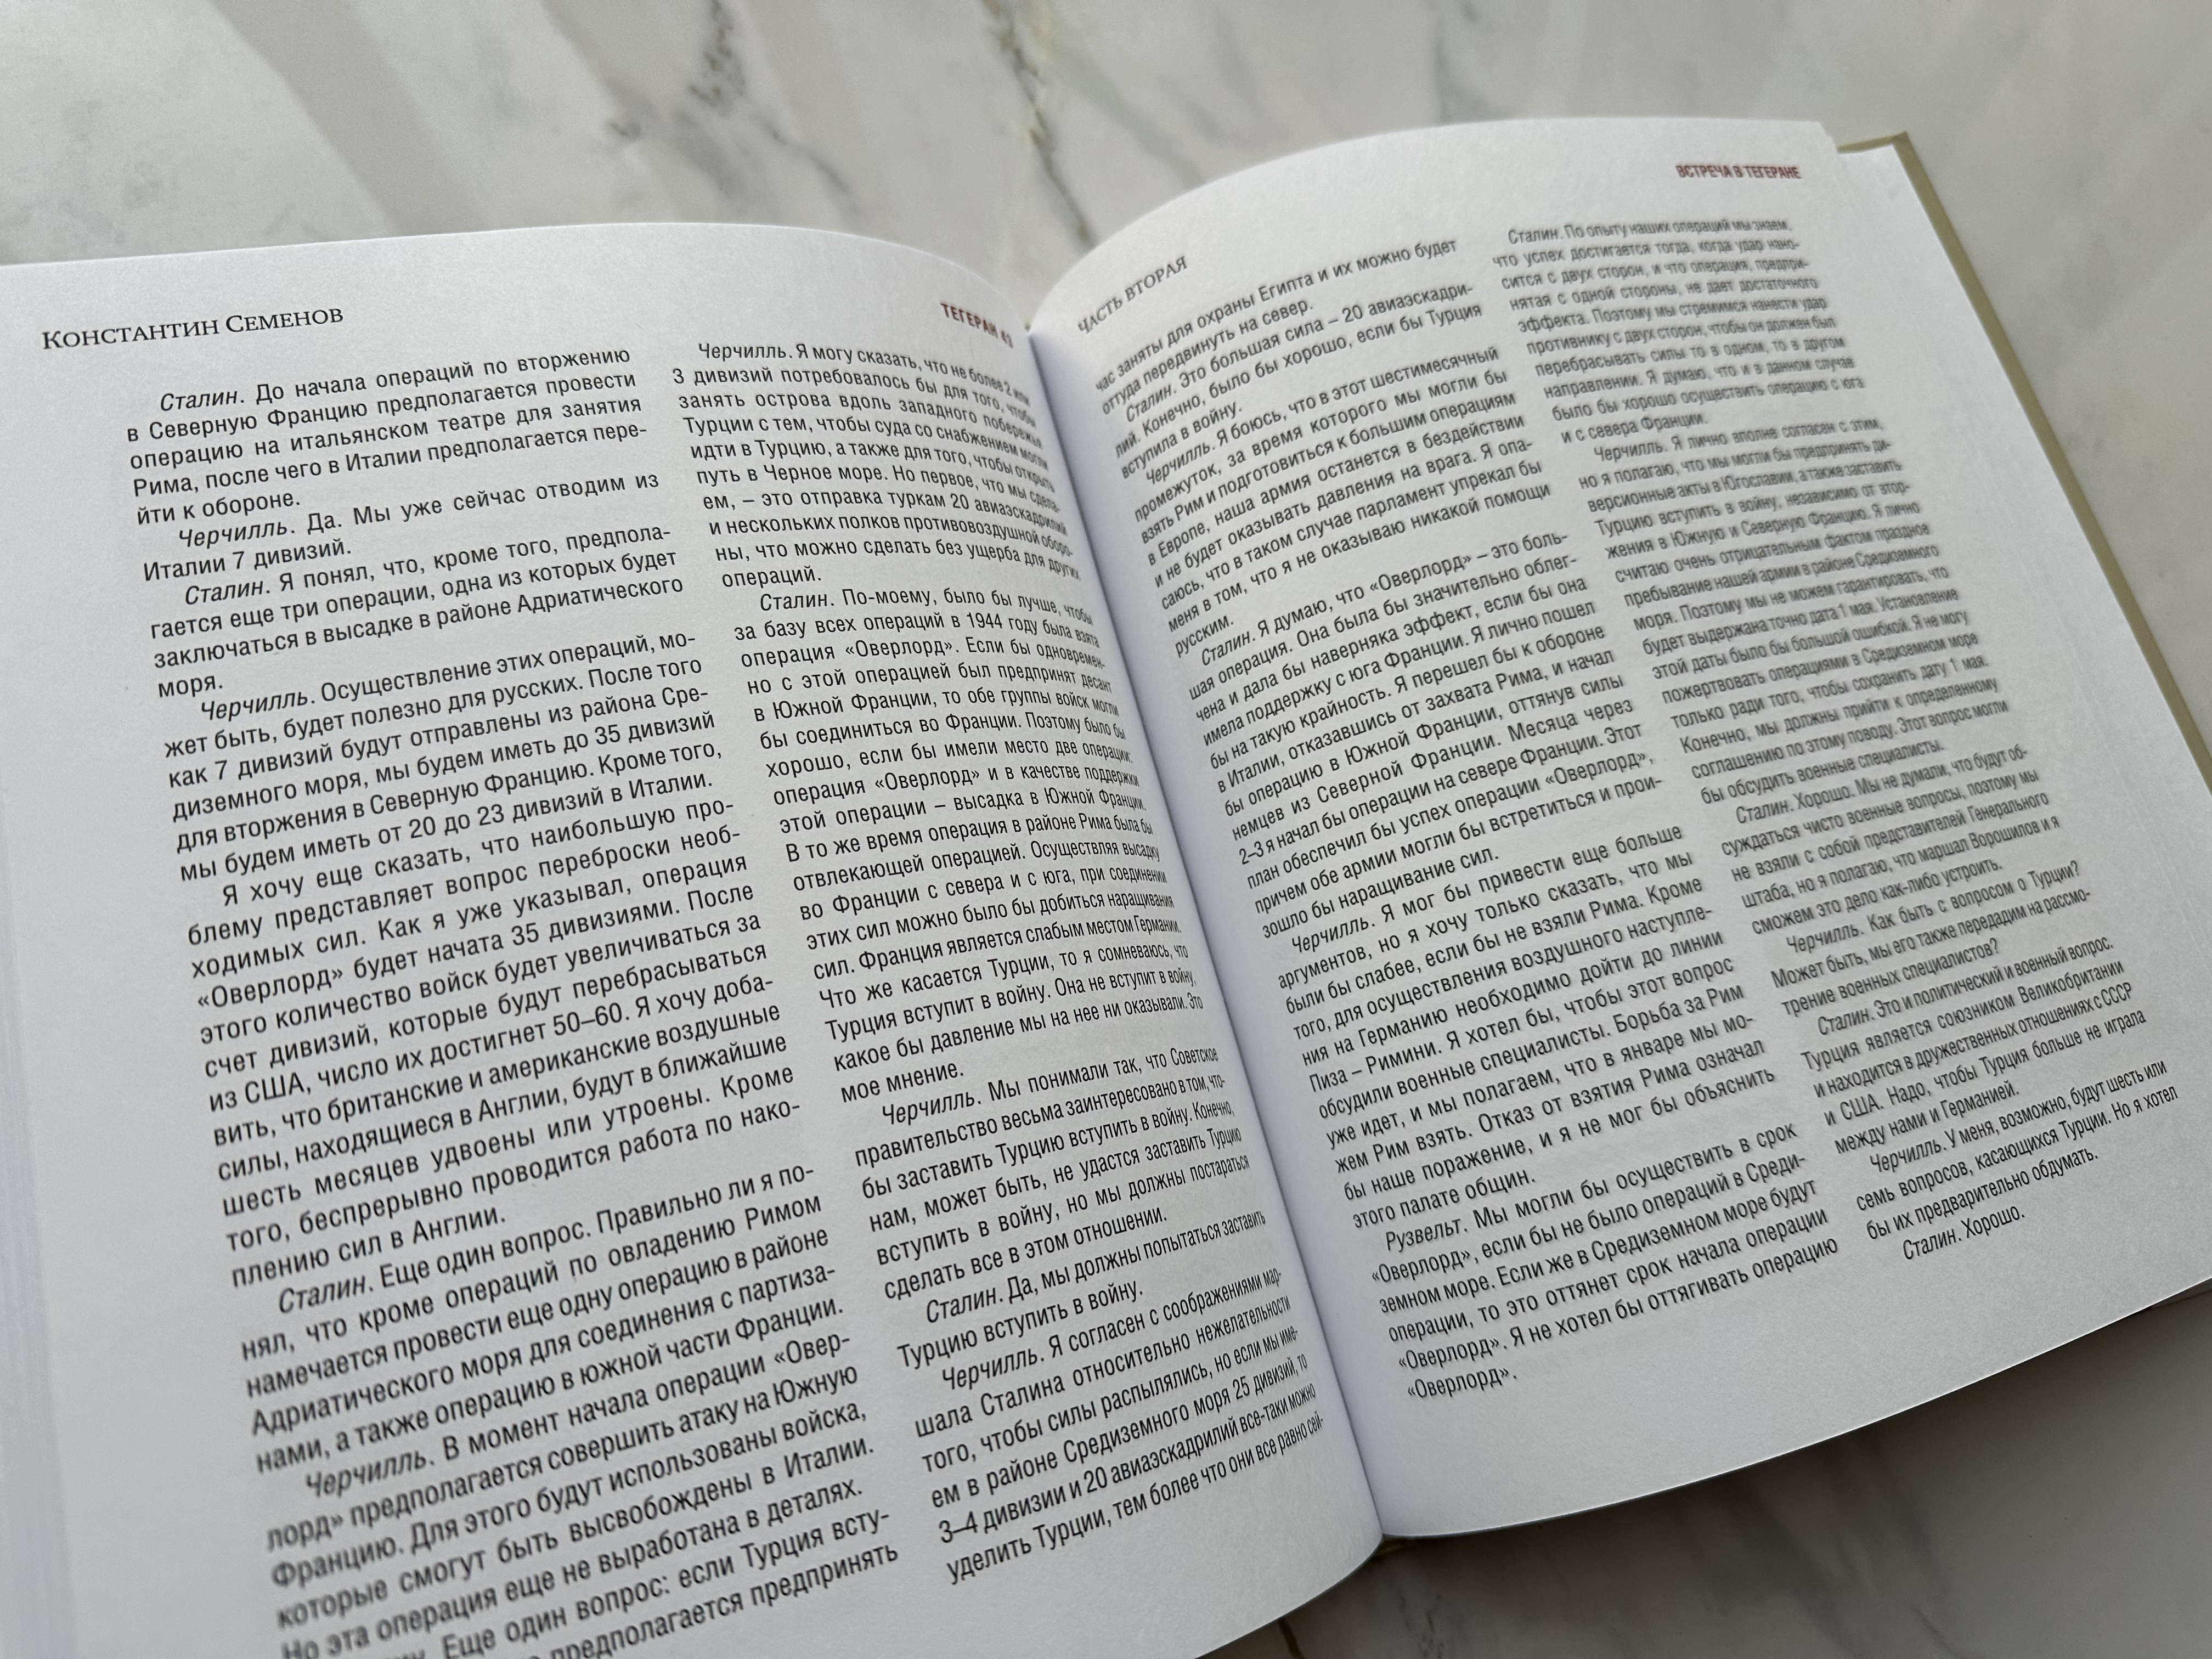 КОНСТАНТИН СЕМЕНОВ
ТЕГЕРАН 43
Сталин. До начала операций по вторжению
в Северную Францию предполагается провести
операцию на итальянском театре для занятия
Рима, после чего в Италии предполагается пере-
йти к обороне.
Черчилль. Да. Мы уже сейчас отводим из
Италии 7 дивизий.
Сталин. Я понял, что, кроме того, предпола-
гается еще три операции, одна из которых будет
заключаться в высадке в районе Адриатического
моря.
Черчилль. Осуществление этих операций, мо-
жет быть, будет полезно для русских. После того
как 7 дивизий будут отправлены из района Сре-
диземного моря, мы будем иметь до 35 дивизий
для вторжения в Северную Францию. Кроме того,
мы будем иметь от 20 до 23 дивизий в Италии.
Я хочу еще сказать, что наибольшую про-
блему представляет вопрос переброски необ-
ходимых сил. Как я уже указывал, операция
«Оверлорд» будет начата 35 дивизиями. После
этого количество войск будет увеличиваться за
счет дивизий, которые будут перебрасываться
из США, число их достигнет 50–60. Я хочу доба-
вить, что британские и американские воздушные
силы, находящиеся в Англии, будут в ближайшие
шесть месяцев удвоены или утроены. Кроме
того, беспрерывно проводится работа по нако-
плению сил в Англии.
Сталин. Еще один вопрос. Правильно ли я по-
нял, что кроме операций по овладению Римом
намечается провести еще одну операцию в районе
Адриатического моря для соединения с партиза-
нами, а также операцию в южной части Франции.
Черчилль. В момент начала операции «Овер-
лорд» предполагается совершить атаку на Южную
Францию. Для этого будут использованы войска,
которые смогут быть высвобождены в Италии.
Но эта операция еще не выработана в деталях.
Еще один вопрос: если Турция всту-
предполагается предпринять
Черчилль. Я могу сказать, что не более 2 или
3 дивизий потребовалось бы для того, чтобы
занять острова вдоль западного побережья
Турции с тем, чтобы суда со снабжением могли
идти в Турцию, а также для того, чтобы открыть
путь в Черное море. Но первое, что мы сдела-
ем, – это отправка туркам 20 авиаэскадрилий
и нескольких полков противовоздушной оборо-
ны, что можно сделать без ущерба для других
операций.
Сталин. По-моему, было бы лучше, чтобы
за базу всех операций в 1944 году была взята
операция «Оверлорд». Если бы одновремен-
но с этой операцией был предпринят десант
в Южной Франции, то обе группы войск могли
бы соединиться во Франции. Поэтому было бы
хорошо, если бы имели место две операции:
операция «Оверлорд» и в качестве поддержки
этой операции – высадка в Южной Франции.
В то же время операция в районе Рима была бы
отвлекающей операцией. Осуществляя высадку
во Франции с севера и с юга, при соединении
этих сил можно было бы добиться наращивания
сил. Франция является слабым местом Германии.
Что же касается Турции, то я сомневаюсь, что
Турция вступит в войну. Она не вступит в войну,
какое бы давление мы на нее ни оказывали. Это
мое мнение.
Черчилль. Мы понимали так, что Советское
правительство весьма заинтересовано в том, что-
бы заставить Турцию вступить в войну. Конечно,
нам, может быть, не удастся заставить Турцию
вступить в войну, но мы должны постараться
сделать все в этом отношении.
Сталин. Да, мы должны попытаться заставить
Турцию вступить в войну.
Черчилль. Я согласен с соображениями мар-
шала Сталина относительно нежелательности
того, чтобы силы распылялись, но если мы име-
ем в районе Средиземного моря 25 дивизий, то
3–4 дивизии и 20 авиаэскадрилий все-таки можно
уделить Турции, тем более что они все равно сей-
ЧАСТЬ ВТОРАЯ
ВСТРЕЧА В ТЕГЕРАНЕ
час заняты для охраны Египта и их можно будет
оттуда передвинуть на север.
Сталин. Это большая сила – 20 авиаэскадри-
лий. Конечно, было бы хорошо, если бы Турция
вступила в войну.
Черчилль. Я боюсь, что в этот шестимесячный
промежуток, за время которого мы могли бы
взять Рим и подготовиться к большим операциям
в Европе, наша армия останется в бездействии
и не будет оказывать давления на врага. Я опа-
саюсь, что в таком случае парламент упрекал бы
меня в том, что я не оказываю никакой помощи
русским.
Сталин. Я думаю, что «Оверлорд» – это боль-
шая операция. Она была бы значительно облег-
чена и дала бы наверняка эффект, если бы она
имела поддержку с юга Франции. Я лично пошел
бы на такую крайность. Я перешел бы к обороне
в Италии, отказавшись от захвата Рима, и начал
бы операцию в Южной Франции, оттянув силы
немцев из Северной Франции. Месяца через
2–3 я начал бы операции на севере Франции. Этот
план обеспечил бы успех операции «Оверлорд»,
причем обе армии могли бы встретиться и прои-
зошло бы наращивание сил.
Черчилль. Я мог бы привести еще больше
аргументов, но я хочу только сказать, что мы
были бы слабее, если бы не взяли Рима. Кроме
того, для осуществления воздушного наступле-
ния на Германию необходимо дойти до линии
Пиза – Римини. Я хотел бы, чтобы этот вопрос
обсудили военные специалисты. Борьба за Рим
уже идет, и мы полагаем, что в январе мы мо-
жем Рим взять. Отказ от взятия Рима означал
бы наше поражение, и я не мог бы объяснить
этого палате общин.
Рузвельт. Мы могли бы осуществить в срок
«Оверлорд», если бы не было операций в Среди-
земном море. Если же в Средиземном море будут
операции, то это оттянет срок начала операции
«Оверлорд». Я не хотел бы оттягивать операцию
«Оверлорд».
Сталин. По опыту наших операций мы знаем,
что успех достигается тогда, когда удар нано-
сится с двух сторон, и что операция, предпри-
нятая с одной стороны, не дает достаточного
эффекта. Поэтому мы стремимся нанести удар
противнику с двух сторон, чтобы он должен был
перебрасывать силы то в одном, то в другом
направлении. Я думаю, что и в данном случае
было бы хорошо осуществить операцию с юга
и с севера Франции.
Черчилль. Я лично вполне согласен с этим,
но я полагаю, что мы могли бы предпринять ди-
версионные акты в Югославии, а также заставить
Турцию вступить в войну, независимо от втор-
жения в Южную и Северную Францию. Я лично
считаю очень отрицательным фактом праздное
пребывание нашей армии в районе Средиземного
моря. Поэтому мы не можем гарантировать, что
будет выдержана точно дата 1 мая. Установление
этой даты было бы большой ошибкой. Я не могу
пожертвовать операциями в Средиземном море
только ради того, чтобы сохранить дату 1 мая.
Конечно, мы должны прийти к определенному
соглашению по этому поводу. Этот вопрос могли
бы обсудить военные специалисты.
Сталин. Хорошо. Мы не думали, что будут об-
суждаться чисто военные вопросы, поэтому мы
не взяли с собой представителей Генерального
штаба, но я полагаю, что маршал Ворошилов и я
сможем это дело как-либо устроить.
Черчилль. Как быть с вопросом о Турции?
Может быть, мы его также передадим на рассмо-
трение военных специалистов?
Сталин. Это и политический и военный вопрос.
Турция является союзником Великобритании
и находится в дружественных отношениях с СССР
и США. Надо, чтобы Турция больше не играла
между нами и Германией.
Черчилль. У меня, возможно, будут шесть или
семь вопросов, касающихся Турции. Но я хотел
бы их предварительно обдумать.
Сталин. Хорошо.